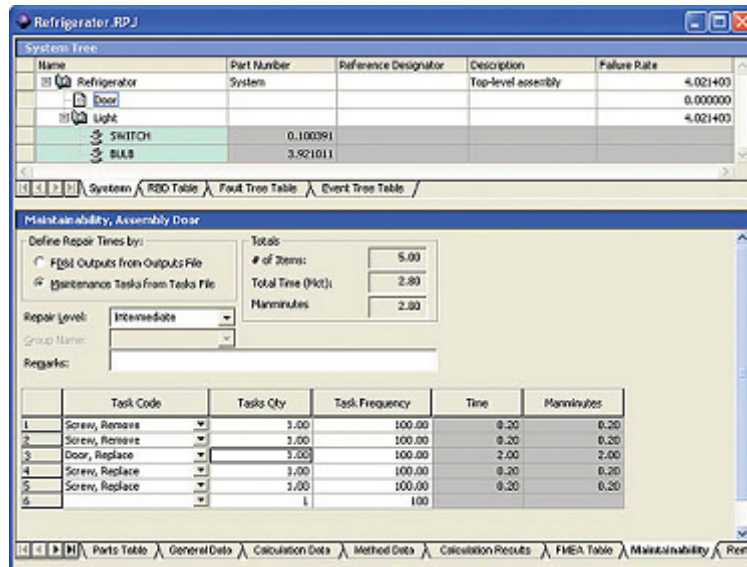 Refrigerator.RPJ
System Tree
Name Part Number Reference Designator Description Failure Rate
Refrigerator System Top-level assembly 4.021403
Door 0.000000
Light 4.021403
SWITCH 0.100391
BULB 3.921011
System RBD Table Fault Tree Table Event Tree Table
Maintainability, Assembly Door
Define Repair Times by: Totals
FD&I Outputs from Outputs File # of Items: 5.00
Maintenance Tasks from Tasks File Total Time (Mct): 2.80
Manminutes 2.80
Repair Level: Intermediate
Group Name:
Remarks:
Task Code Tasks Qty Task Frequency Time Manminutes
1 Screw, Remove 1.00 100.00 0.20 0.20
2 Screw, Remove 1.00 100.00 0.20 0.20
3 Door, Replace 1.00 100.00 2.00 2.00
4 Screw, Replace 1.00 100.00 0.20 0.20
5 Screw, Replace 1.00 100.00 0.20 0.20
6 1 100
Parts Table General Data Calculation Data Method Data Calculation Results FMEA Table Maintainability